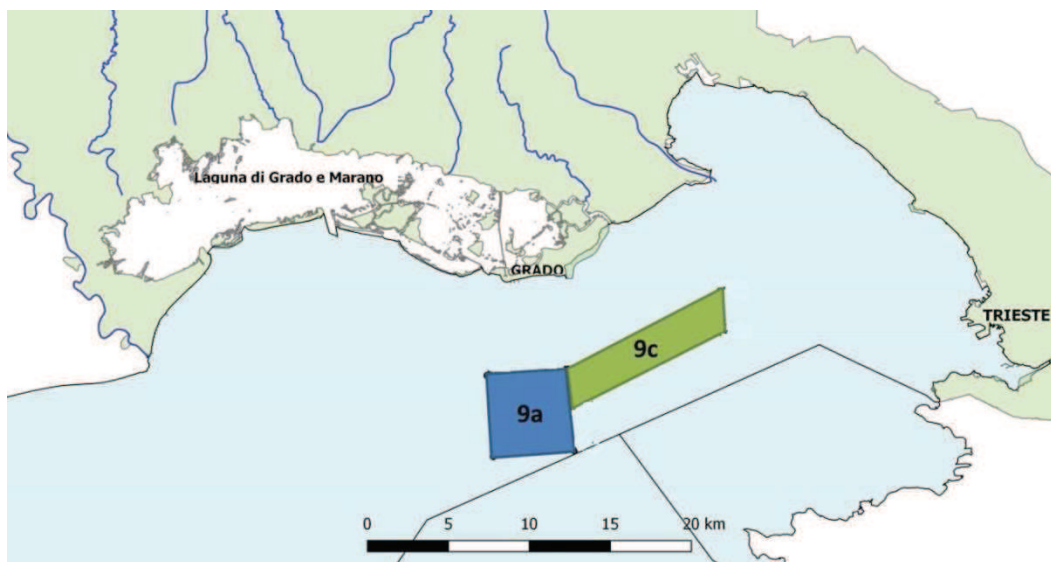 Laguna di Grado e Marano
GRADO
TRIESTE
9c
9a
0 5 10 15 20 km